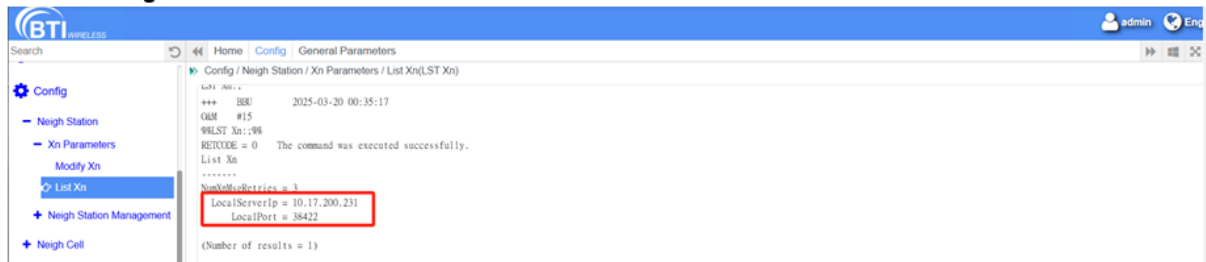 BTI WIRELESS
admin
Eng
Search
Home Config General Parameters
Config / Neigh Station / Xn Parameters / List Xn(LST Xn)
Config
Neigh Station
Xn Parameters
Modify Xn
List Xn
Neigh Station Management
Neigh Cell
LST Xn:;
+++ BBU 2025-03-20 00:35:17
O&M #15
%%LST Xn:;%%
RETCODE = 0 The command was executed successfully.
List Xn
-------
NumXnMsgRetries = 3
LocalServerIp = 10.17.200.231
LocalPort = 38422
(Number of results = 1)